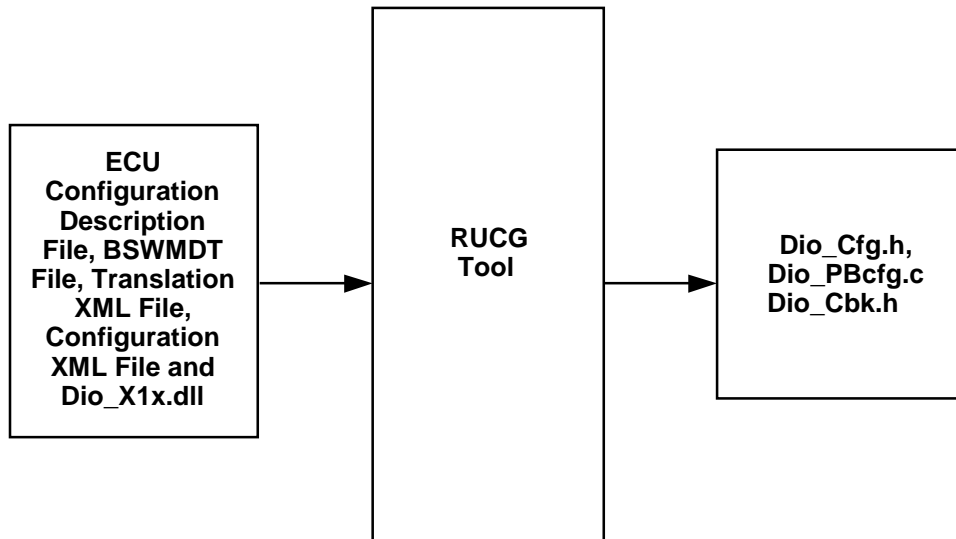 ECU
Configuration
Description
File, BSWMDT
File, Translation
XML File,
Configuration
XML File and
Dio_X1x.dll
RUCG
Tool
Dio_Cfg.h,
Dio_PBcfg.c
Dio_Cbk.h